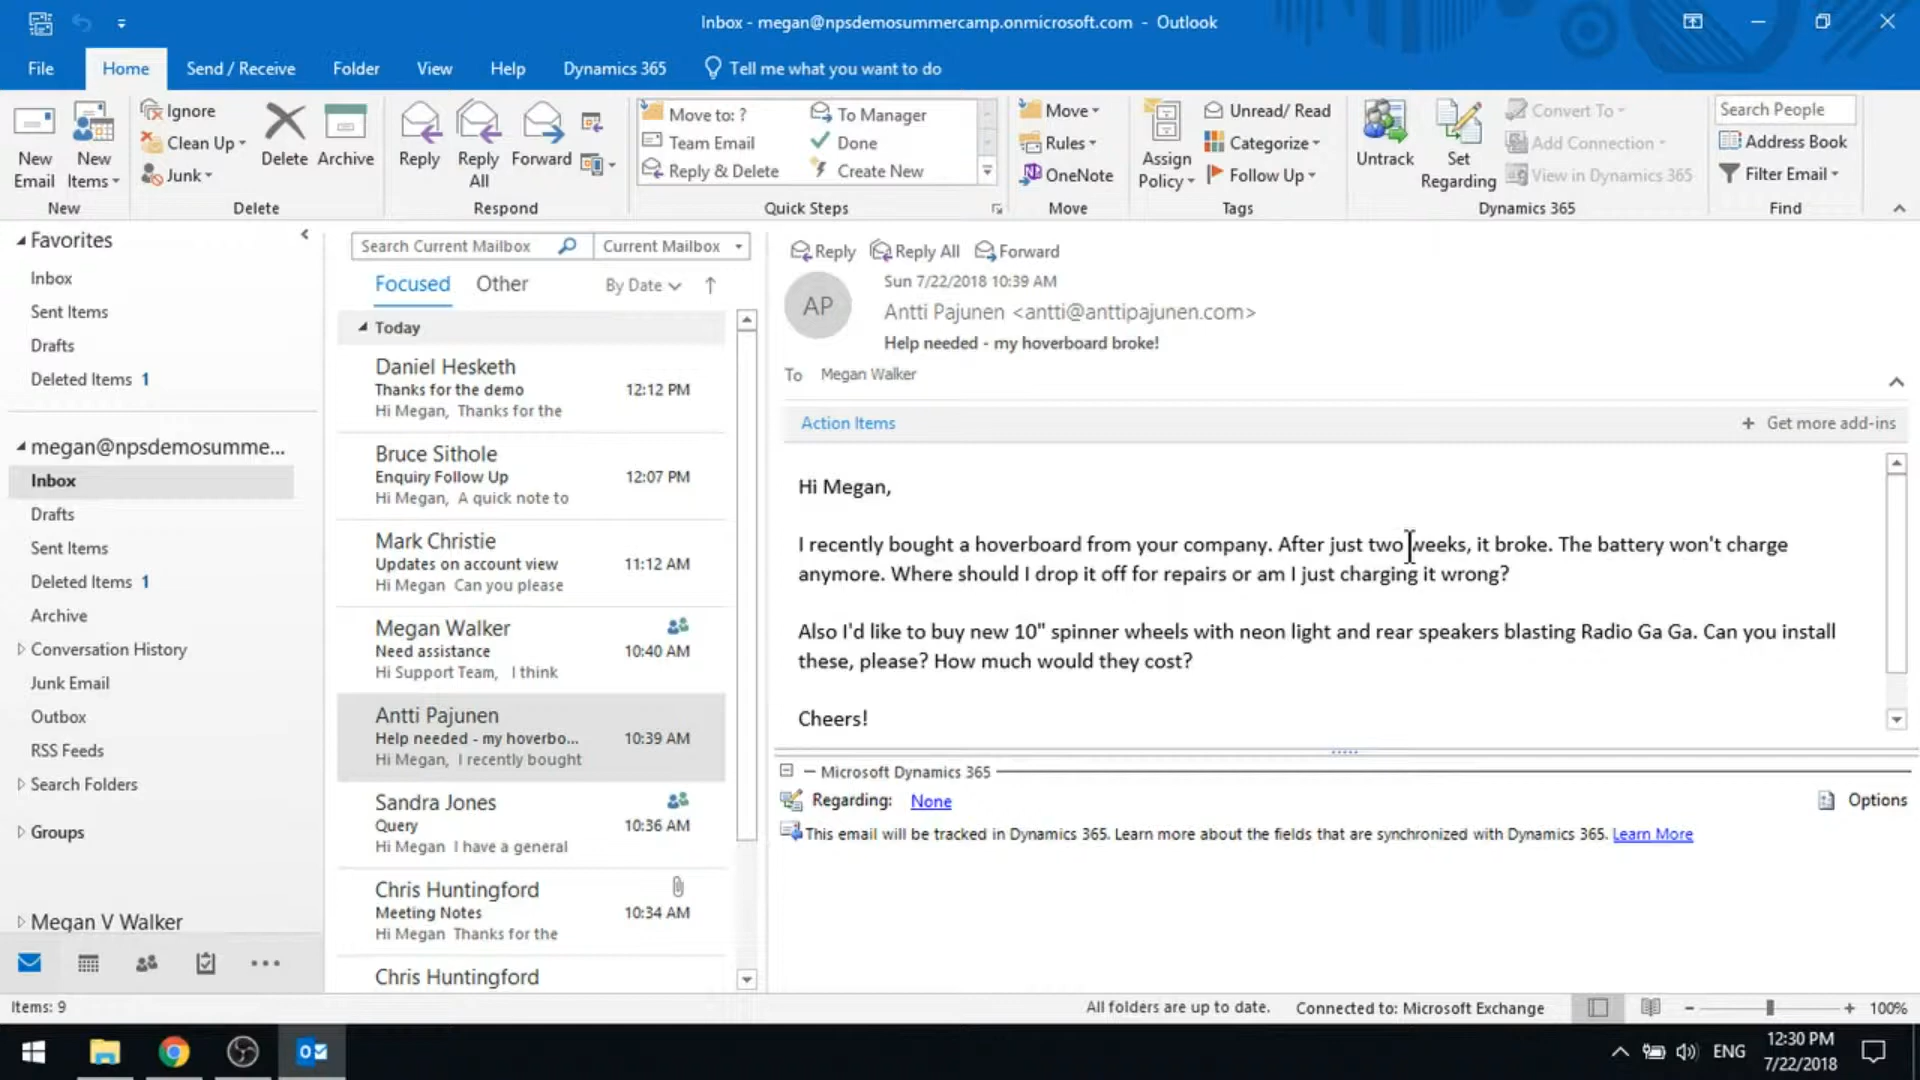 Inbox - megan@npsdemosummercamp.onmicrosoft.com - Outlook
File Home Send / Receive Folder View Help Dynamics 365 Tell me what you want to do
New Email
New Items
New
Ignore
Clean Up
Junk
Delete
Archive
Delete
Reply
Reply All
Forward
Respond
Move to: ?
Team Email
Reply & Delete
To Manager
Done
Create New
Quick Steps
Move
Rules
OneNote
Move
Assign Policy
Unread/ Read
Categorize
Follow Up
Tags
Untrack
Set Regarding
Convert To
Add Connection
View in Dynamics 365
Dynamics 365
Search People
Address Book
Filter Email
Find
Favorites
Inbox
Sent Items
Drafts
Deleted Items 1
megan@npsdemosumme...
Inbox
Drafts
Sent Items
Deleted Items 1
Archive
Conversation History
Junk Email
Outbox
RSS Feeds
Search Folders
Groups
Megan V Walker
Search Current Mailbox
Current Mailbox
Focused Other By Date
Today
Daniel Hesketh
Thanks for the demo 12:12 PM
Hi Megan, Thanks for the
Bruce Sithole
Enquiry Follow Up 12:07 PM
Hi Megan, A quick note to
Mark Christie
Updates on account view 11:12 AM
Hi Megan Can you please
Megan Walker
Need assistance 10:40 AM
Hi Support Team, I think
Antti Pajunen
Help needed - my hoverbo... 10:39 AM
Hi Megan, I recently bought
Sandra Jones
Query 10:36 AM
Hi Megan I have a general
Chris Huntingford
Meeting Notes 10:34 AM
Hi Megan Thanks for the
Chris Huntingford
Reply Reply All Forward
Sun 7/22/2018 10:39 AM
AP
Antti Pajunen <antti@anttipajunen.com>
Help needed - my hoverboard broke!
To Megan Walker
Action Items
+ Get more add-ins
Hi Megan,
I recently bought a hoverboard from your company. After just two weeks, it broke. The battery won't charge
anymore. Where should I drop it off for repairs or am I just charging it wrong?
Also I'd like to buy new 10" spinner wheels with neon light and rear speakers blasting Radio Ga Ga. Can you install
these, please? How much would they cost?
Cheers!
Microsoft Dynamics 365
Regarding: None
Options
This email will be tracked in Dynamics 365. Learn more about the fields that are synchronized with Dynamics 365. Learn More
Items: 9
All folders are up to date. Connected to: Microsoft Exchange
100%
ENG
12:30 PM
7/22/2018